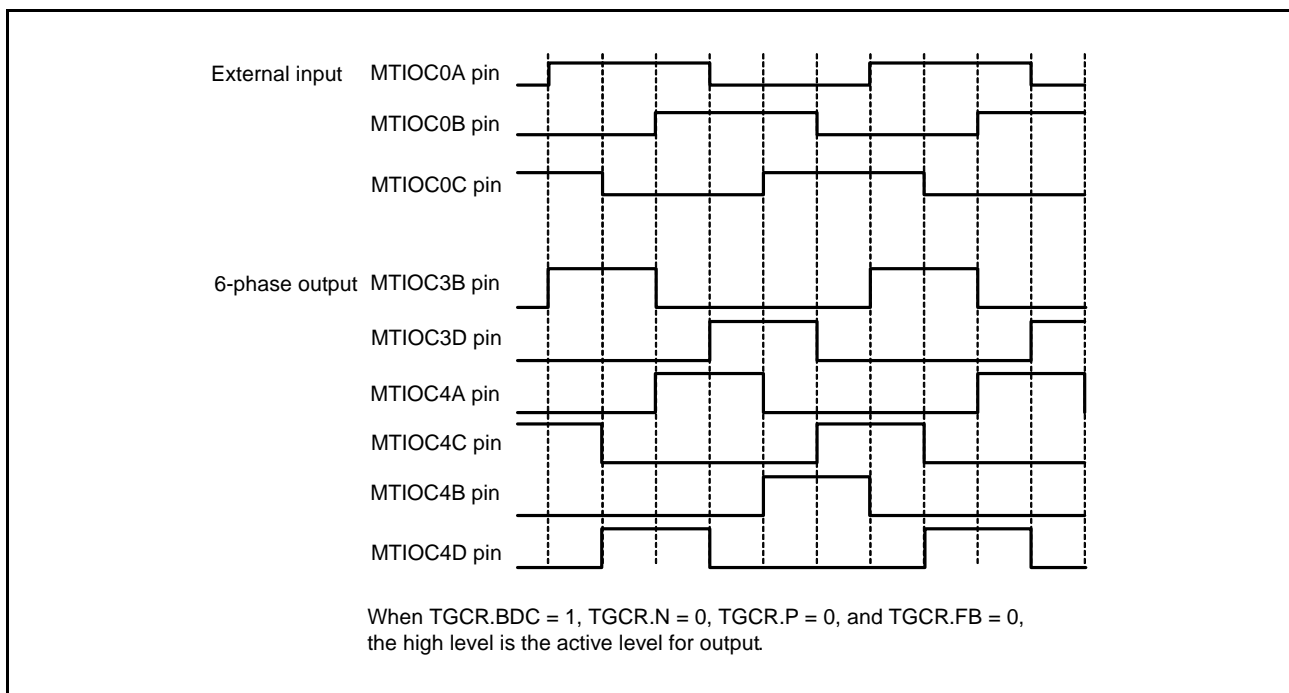 External input MTIOC0A pin
MTIOC0B pin
MTIOC0C pin
6-phase output MTIOC3B pin
MTIOC3D pin
MTIOC4A pin
MTIOC4C pin
MTIOC4B pin
MTIOC4D pin
When TGCR.BDC = 1, TGCR.N = 0, TGCR.P = 0, and TGCR.FB = 0,
the high level is the active level for output.